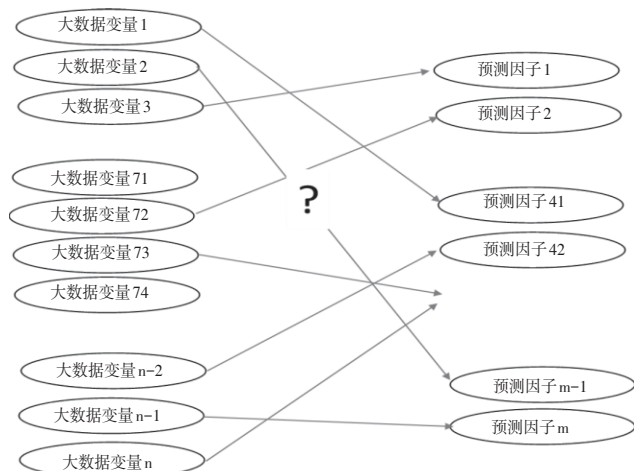 大数据变量1
大数据变量2
大数据变量3
大数据变量71
大数据变量72
大数据变量73
大数据变量74
大数据变量n-2
大数据变量n-1
大数据变量n
?
预测因子1
预测因子2
预测因子41
预测因子42
预测因子m-1
预测因子m